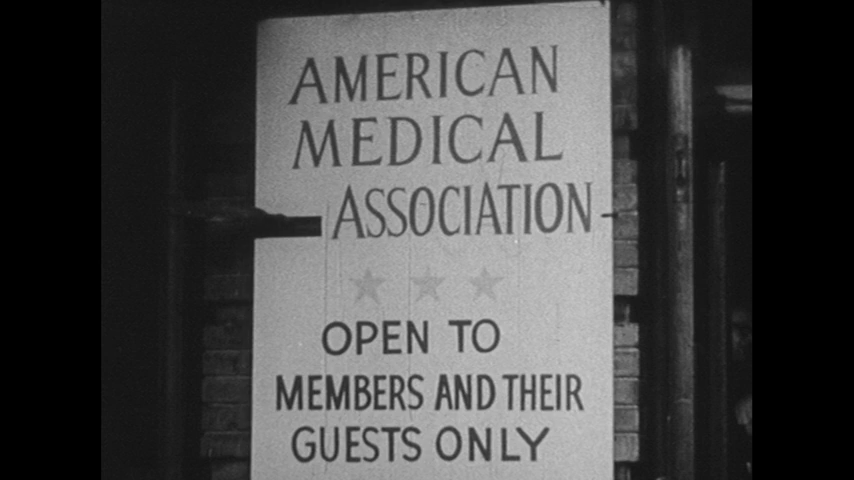 AMERICAN
MEDICAL
ASSOCIATION
OPEN TO
MEMBERS AND THEIR
GUESTS ONLY